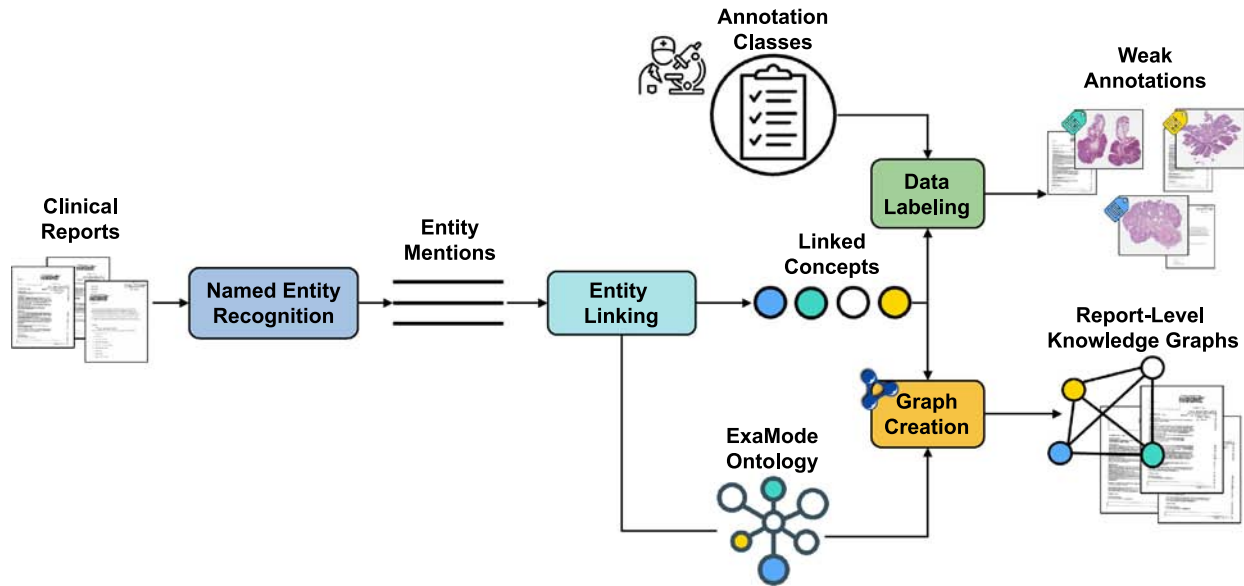 Annotation
Classes
Weak
Annotations
Data
Labeling
Clinical
Reports
Entity
Mentions
Linked
Concepts
Named Entity
Recognition
Entity
Linking
Report-Level
Knowledge Graphs
Graph
Creation
ExaMode
Ontology